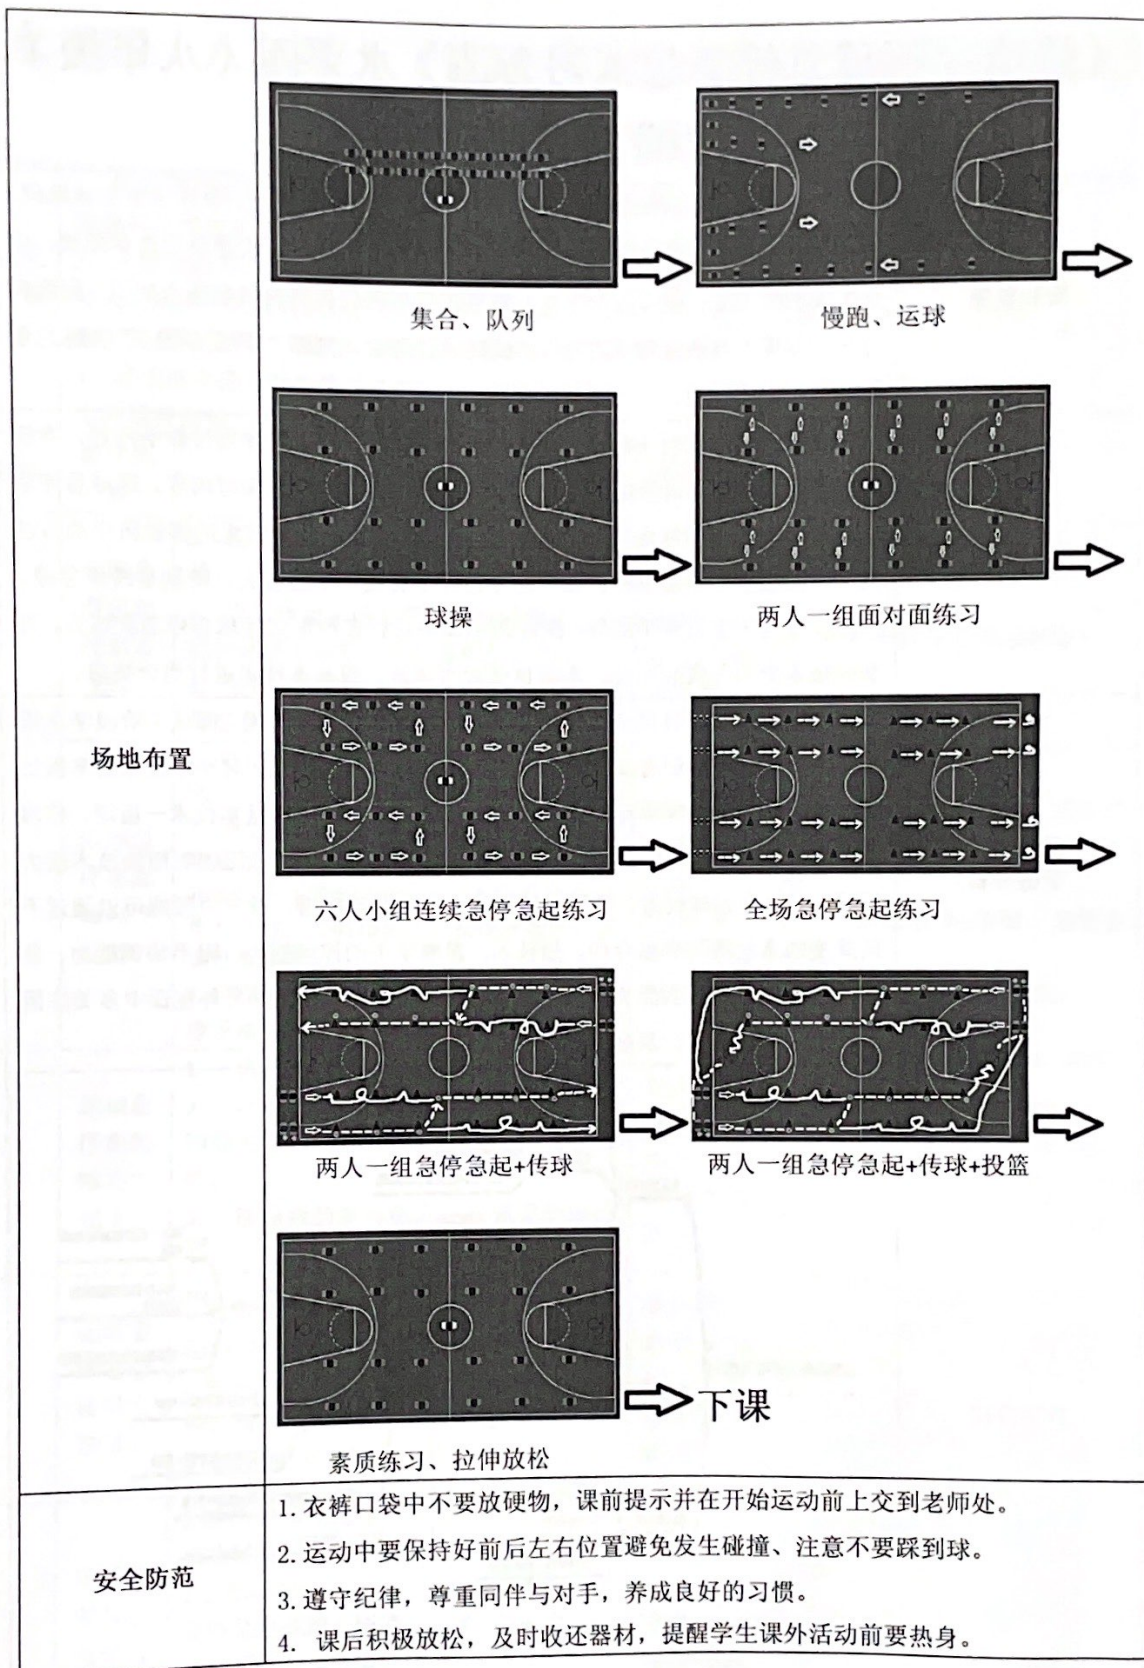 集合、队列
慢跑、运球
球操
两人一组面对面练习
场地布置
六人小组连续急停急起练习
全场急停急起练习
两人一组急停急起+传球
两人一组急停急起+传球+投篮
下课
素质练习、拉伸放松
安全防范
1.衣裤口袋中不要放硬物，课前提示并在开始运动前上交到老师处。
2.运动中要保持好前后左右位置避免发生碰撞、注意不要踩到球。
3.遵守纪律，尊重同伴与对手，养成良好的习惯。
4. 课后积极放松，及时收还器材，提醒学生课外活动前要热身。